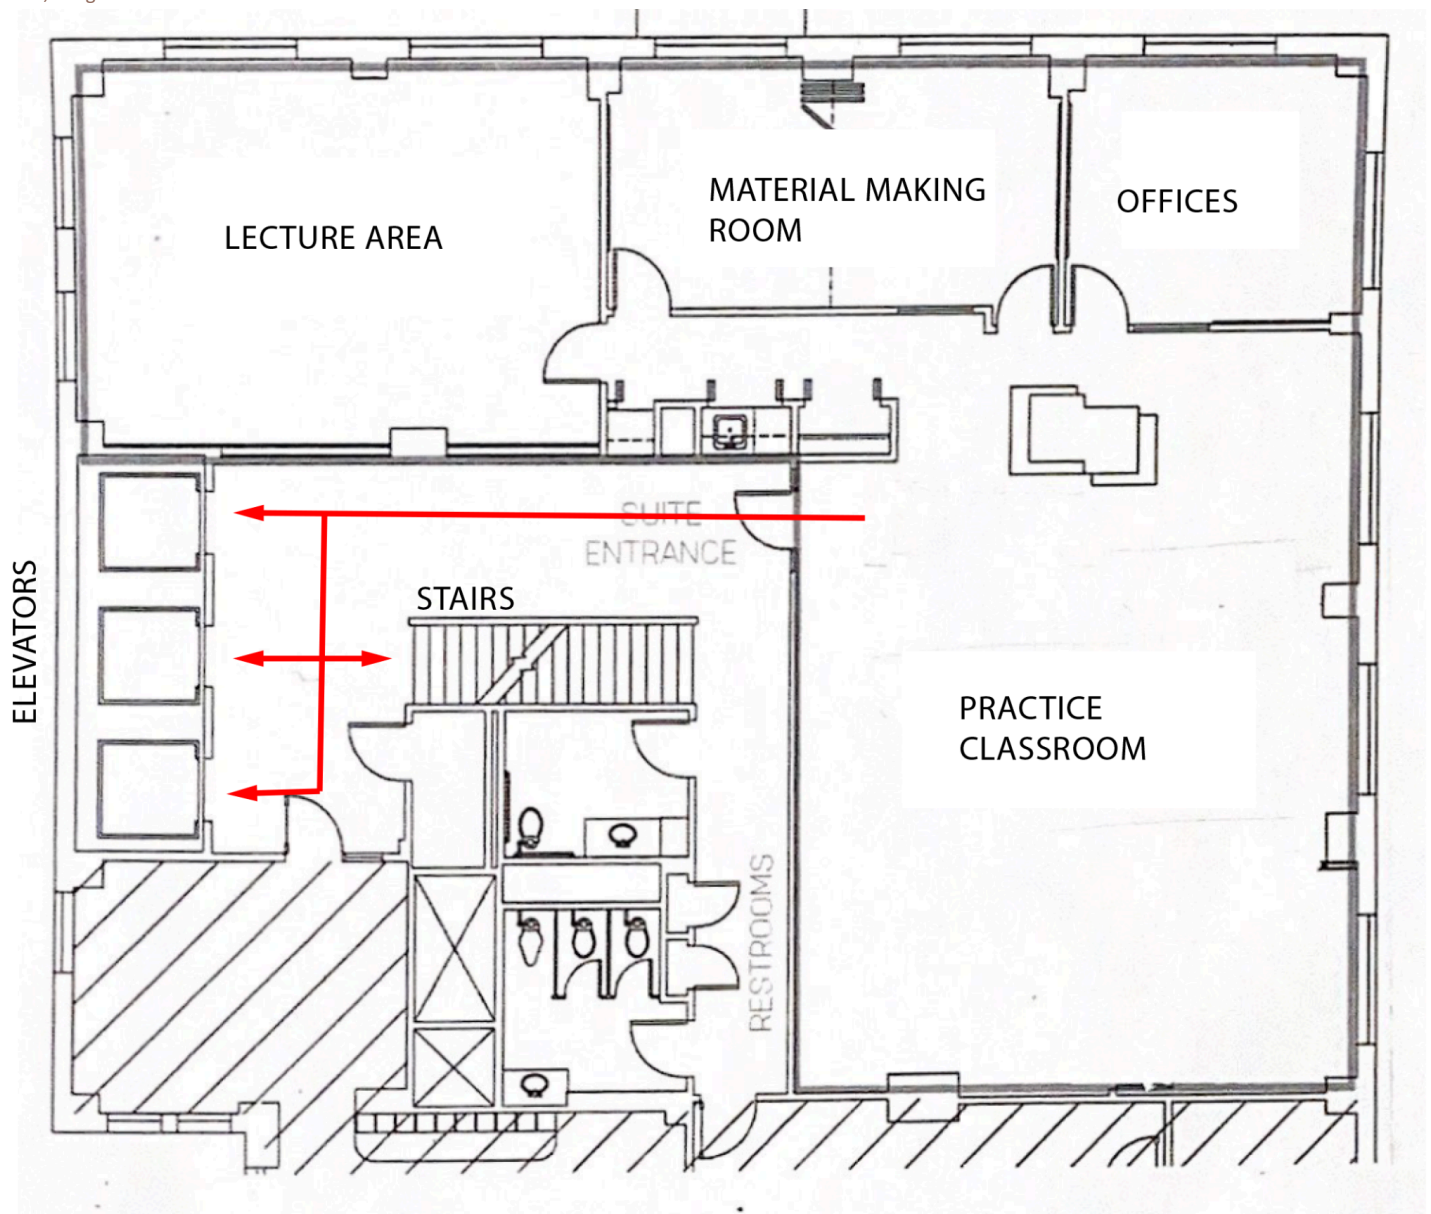 LECTURE AREA
MATERIAL MAKING
ROOM
OFFICES
SUITE
ENTRANCE
STAIRS
ELEVATORS
PRACTICE
CLASSROOM
RESTROOMS